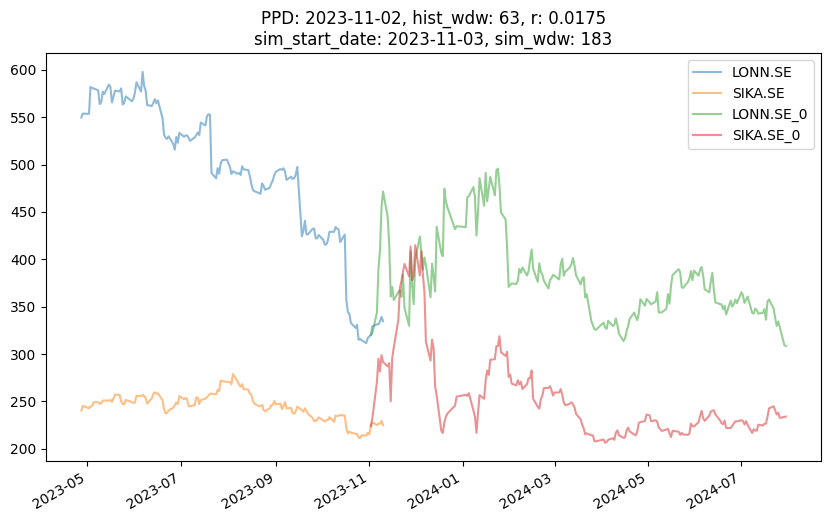 PPD: 2023-11-02, hist_wdw: 63, r: 0.0175
sim_start_date: 2023-11-03, sim_wdw: 183
LONN.SE
SIKA.SE
LONN.SE_0
SIKA.SE_0
600
550
500
450
400
350
300
250
200
2023-05
2023-07
2023-09
2023-11
2024-01
2024-03
2024-05
2024-07